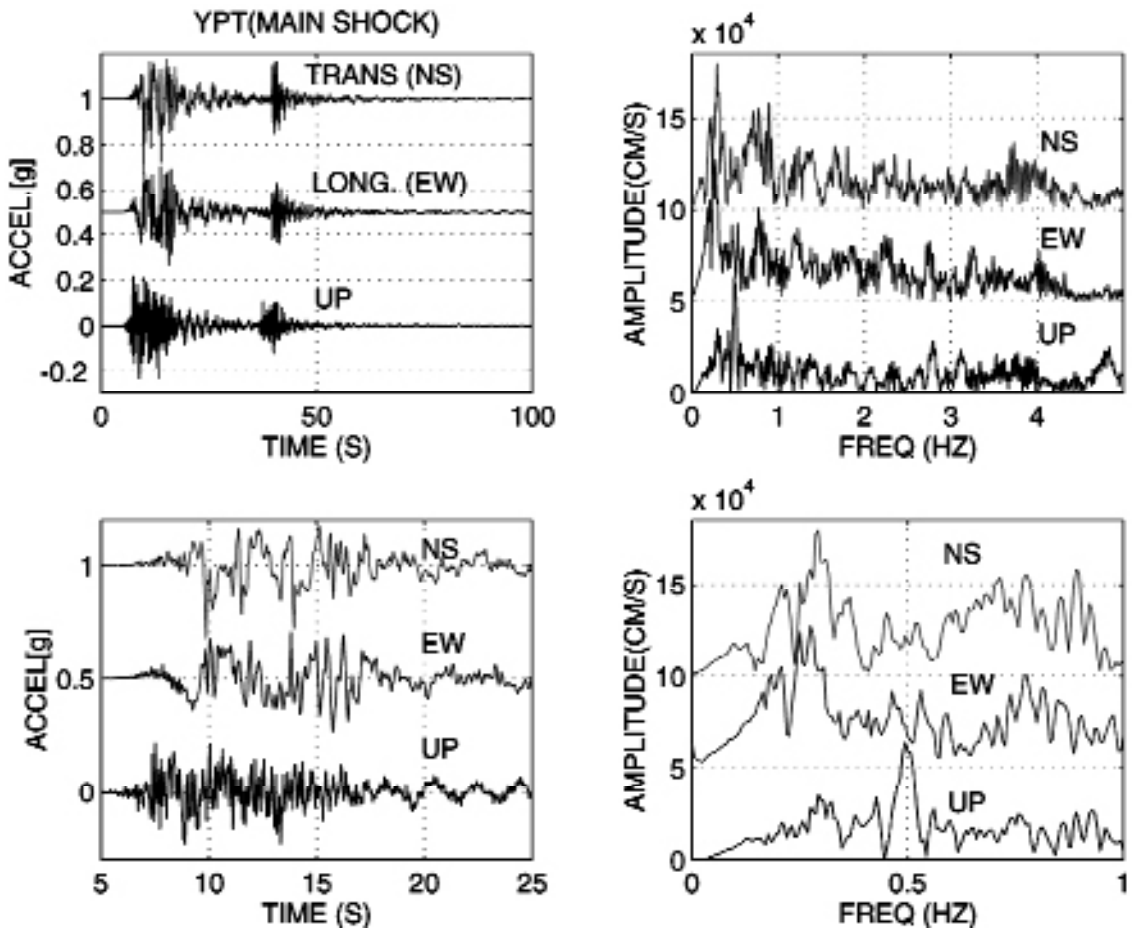 YPT(MAIN SHOCK)
ACCEL.[g]
1
0.8
0.6
0.4
0.2
0
-0.2
TRANS (NS)
LONG. (EW)
UP
0
50
100
TIME (S)
x 10^4
AMPLITUDE(CM/S)
15
10
5
0
NS
EW
UP
0
1
2
3
4
FREQ (HZ)
ACCEL[g]
1
0.5
0
NS
EW
UP
5
10
15
20
25
TIME (S)
x 10^4
AMPLITUDE(CM/S)
15
10
5
0
NS
EW
UP
0
0.5
1
FREQ (HZ)